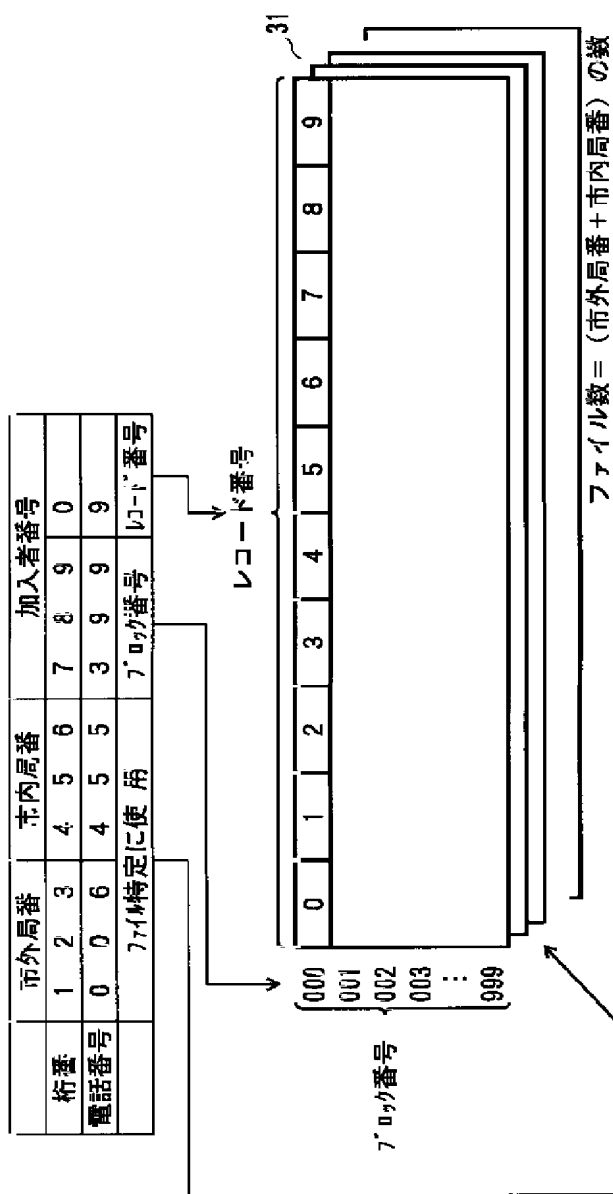 市外局番 市内局番 加入者番号
桁番 1 2 3 4 5 6 7 8 9 0
電話番号 0 0 6 4 5 5 3 9 9 9
ファイル特定に使用 ブロック番号 レコード番号
レコード番号
0 1 2 3 4 5 6 7 8 9
31
ブロック番号
000
001
002
003
⋮
999
ファイル数=(市外局番+市内局番)の数